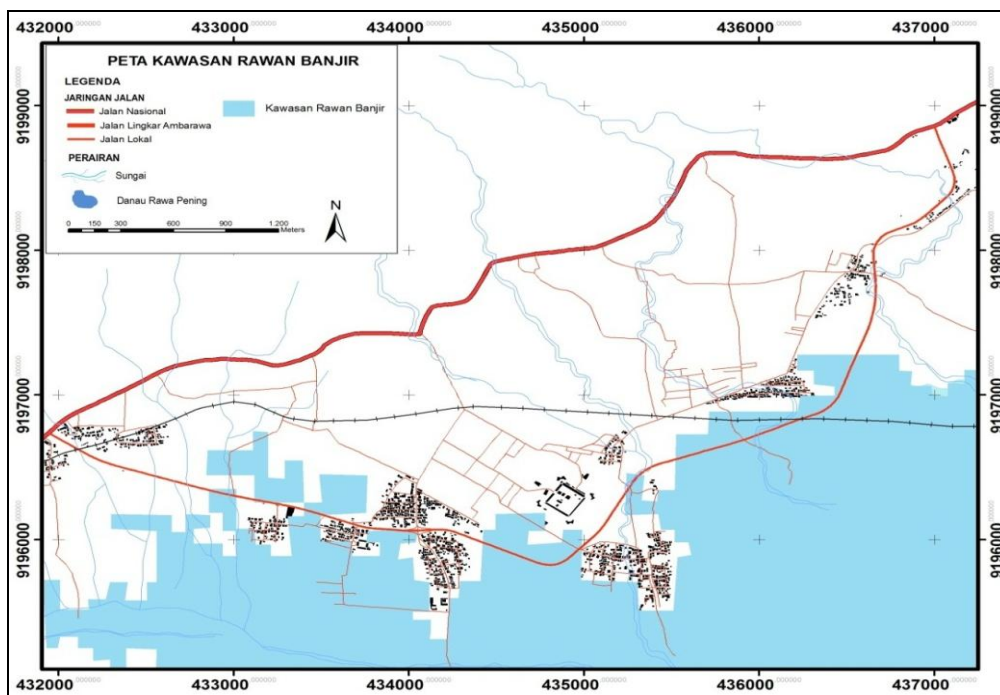 432000 433000 434000 435000 436000 437000
PETA KAWASAN RAWAN BANJIR
LEGENDA
JARINGAN JALAN
Jalan Nasional
Jalan Lingkar Ambarawa
Jalan Lokal
Kawasan Rawan Banjir
PERAIRAN
Sungai
Danau Rawa Pening
0 150 300 600 900 1.200
Meters
N
9199000 9199000
9198000 9198000
9197000 9197000
9196000 9196000
432000 433000 434000 435000 436000 437000